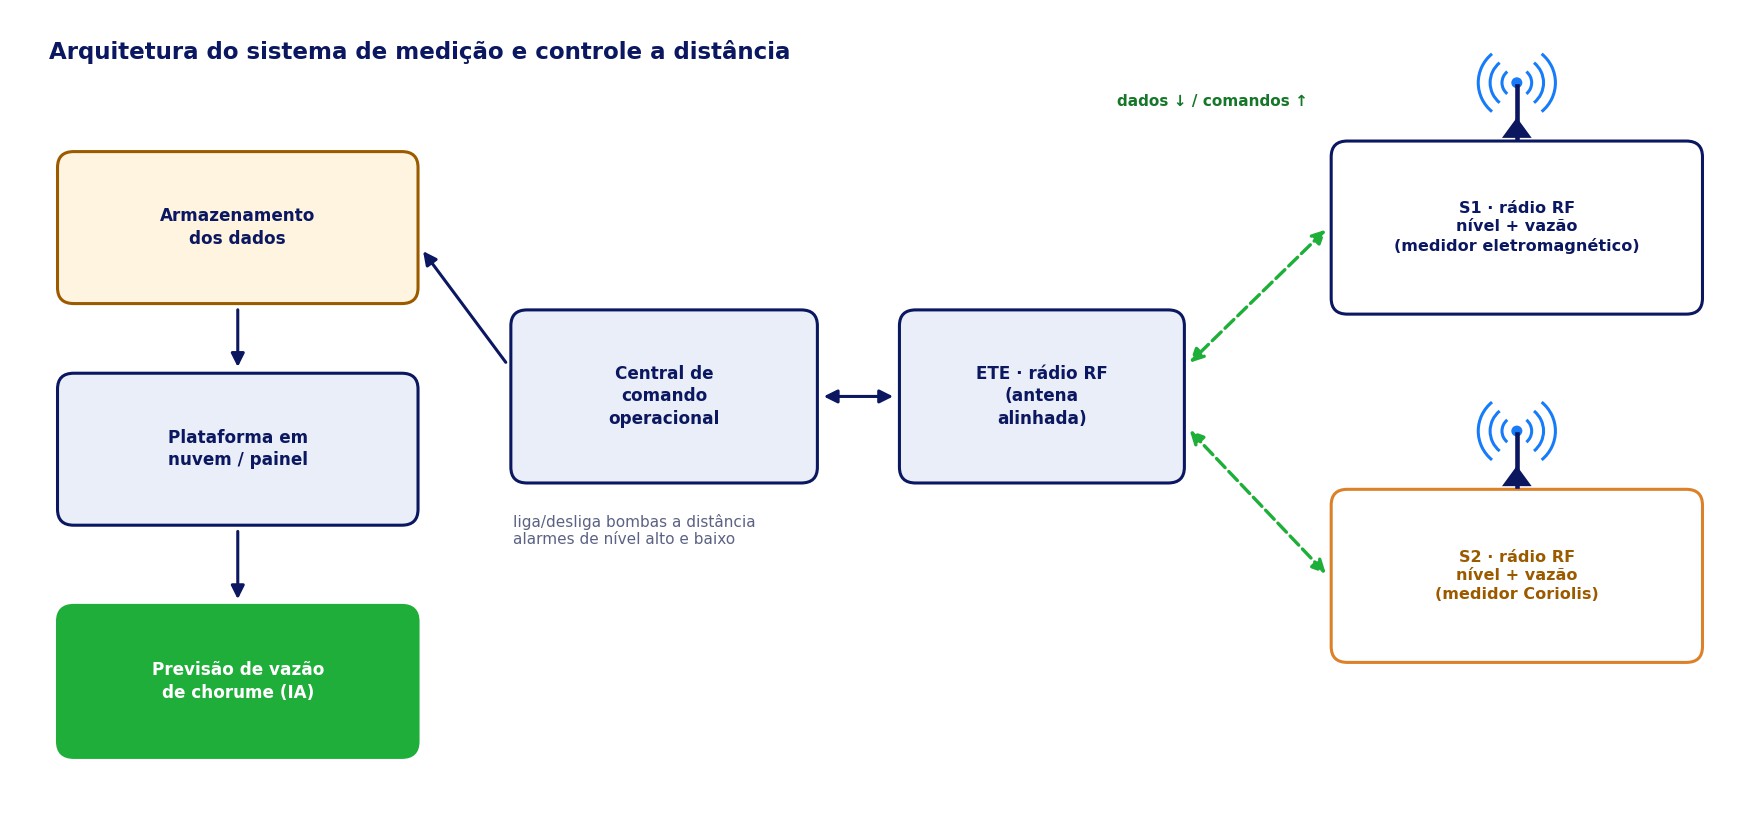 Arquitetura do sistema de medição e controle a distância
dados ↓ / comandos ↑
Armazenamento
dos dados
Plataforma em
nuvem / painel
Previsão de vazão
de chorume (IA)
Central de
comando
operacional
liga/desliga bombas a distância
alarmes de nível alto e baixo
ETE · rádio RF
(antena
alinhada)
S1 · rádio RF
nível + vazão
(medidor eletromagnético)
S2 · rádio RF
nível + vazão
(medidor Coriolis)